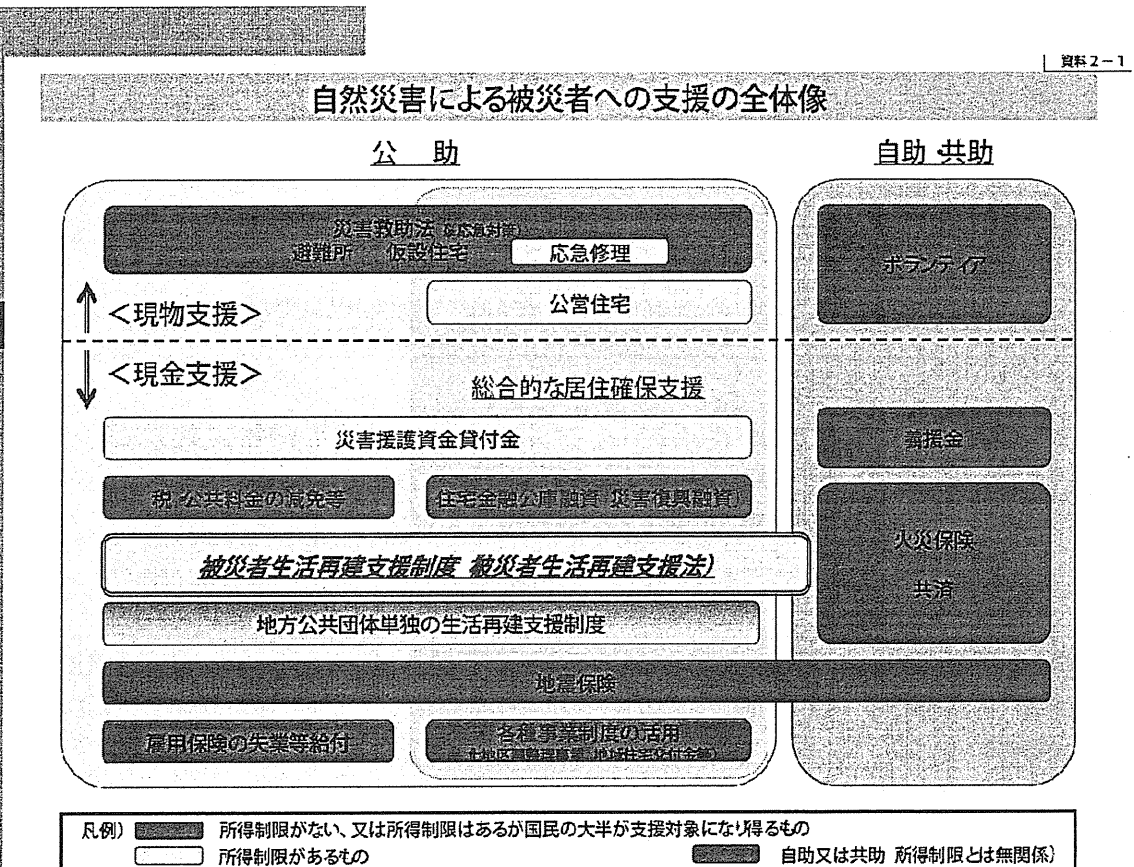 資料2-1
自然災害による被災者への支援の全体像
公 助
自助・共助
災害救助法
避難所 仮設住宅 応急修理
ボランティア
公営住宅
<現物支援>
<現金支援>
総合的な居住確保支援
災害援護資金貸付金
義援金
税 公共料金の減免等
住宅金融公庫融資 災害復興融資)
火災保険
共済
被災者生活再建支援制度 被災者生活再建支援法)
地方公共団体単独の生活再建支援制度
地震保険
雇用保険の失業等給付
各種事業制度の活用
凡例)
所得制限がない、又は所得制限はあるが国民の大半が支援対象になり得るもの
所得制限があるもの
自助又は共助 所得制限とは無関係)